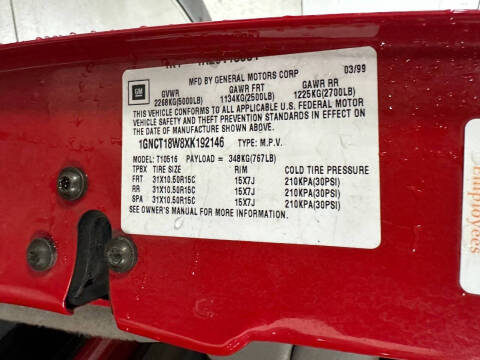 GM
MFD BY GENERAL MOTORS CORP 03/99
GVWR GAWR FRT GAWR RR
2268KG(5000LB) 1134KG(2500LB) 1225KG(2700LB)
THIS VEHICLE CONFORMS TO ALL APPLICABLE U.S. FEDERAL MOTOR
VEHICLE SAFETY AND THEFT PREVENTION STANDARDS IN EFFECT ON
THE DATE OF MANUFACTURE SHOWN ABOVE.
1GNCT18W8XK192146 TYPE: M.P.V.
MODEL: T10516 PAYLOAD = 348KG(767LB)
TPBX TIRE SIZE RIM COLD TIRE PRESSURE
FRT 31X10.50R15C 15X7J 210KPA(30PSI)
RR 31X10.50R15C 15X7J 210KPA(30PSI)
SPA 31X10.50R15C 15X7J 210KPA(30PSI)
SEE OWNER'S MANUAL FOR MORE INFORMATION.
Employees